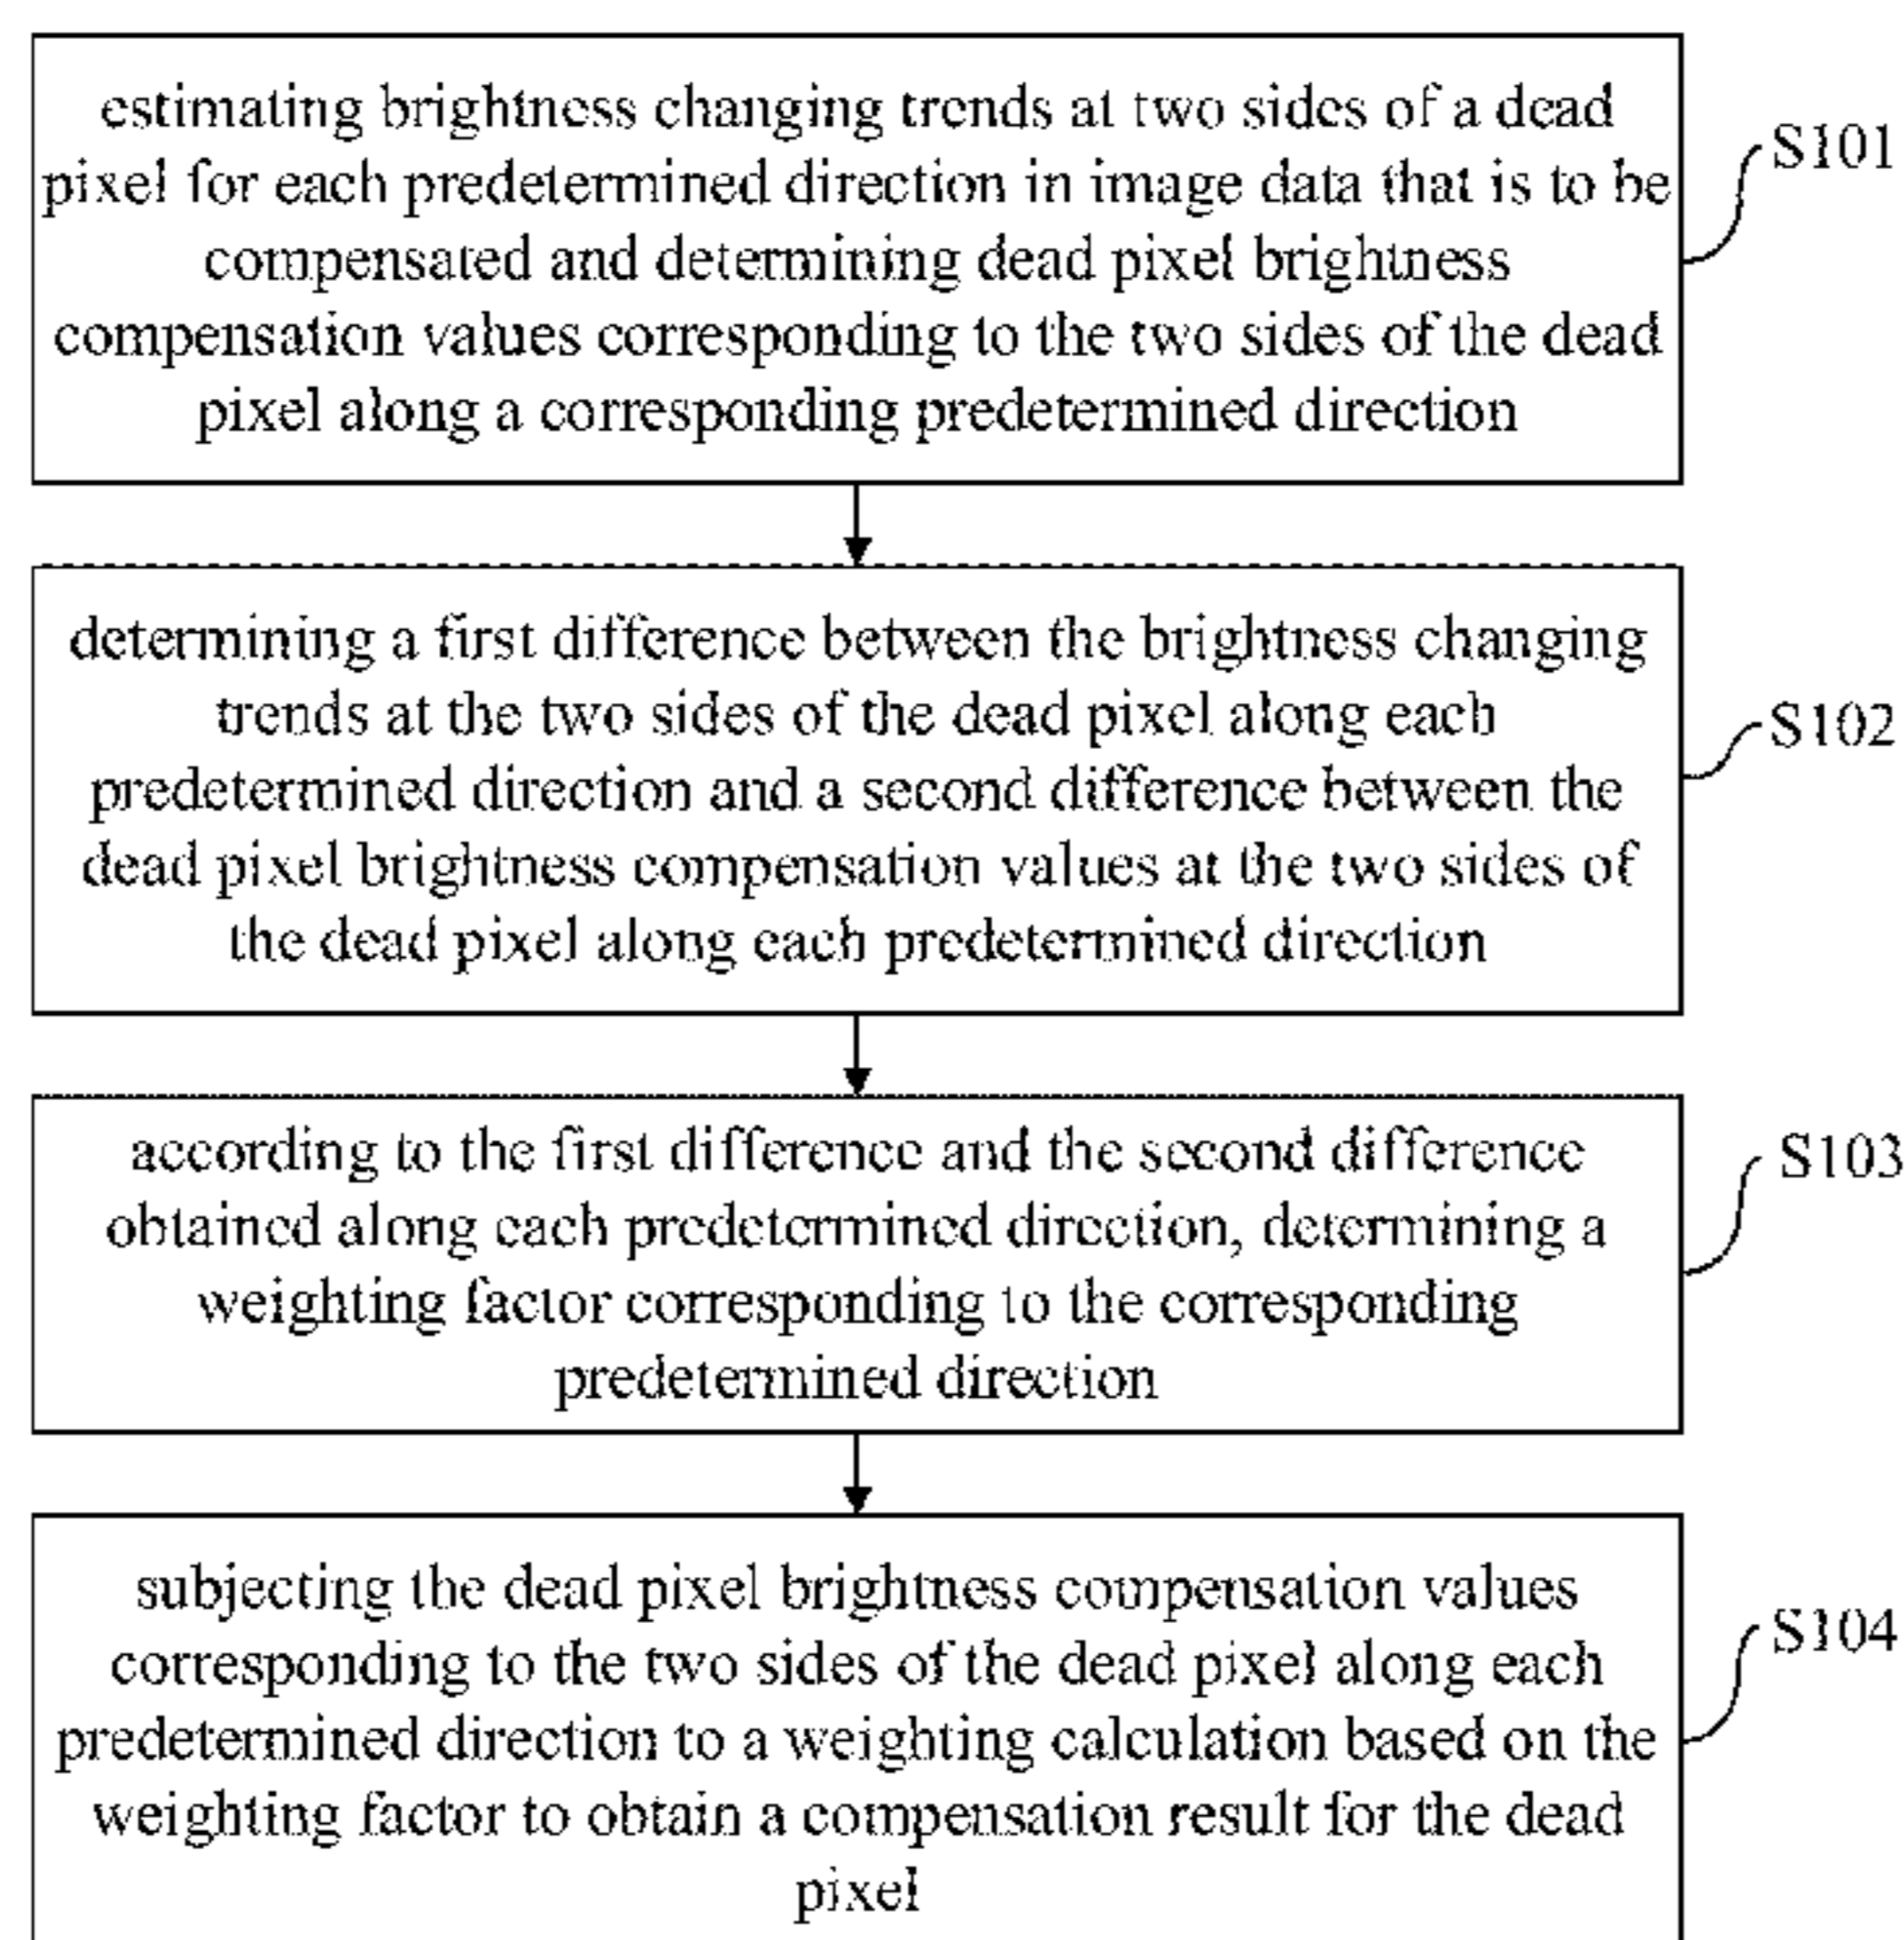 estimating brightness changing trends at two sides of a dead
pixel for each predetermined direction in image data that is to be
compensated and determining dead pixel brightness
compensation values corresponding to the two sides of the dead
pixel along a corresponding predetermined direction
S101
determining a first difference between the brightness changing
trends at the two sides of the dead pixel along each
predetermined direction and a second difference between the
dead pixel brightness compensation values at the two sides of
the dead pixel along each predetermined direction
S102
according to the first difference and the second difference
obtained along each predetermined direction, determining a
weighting factor corresponding to the corresponding
predetermined direction
S103
subjecting the dead pixel brightness compensation values
corresponding to the two sides of the dead pixel along each
predetermined direction to a weighting calculation based on the
weighting factor to obtain a compensation result for the dead
pixel
S104